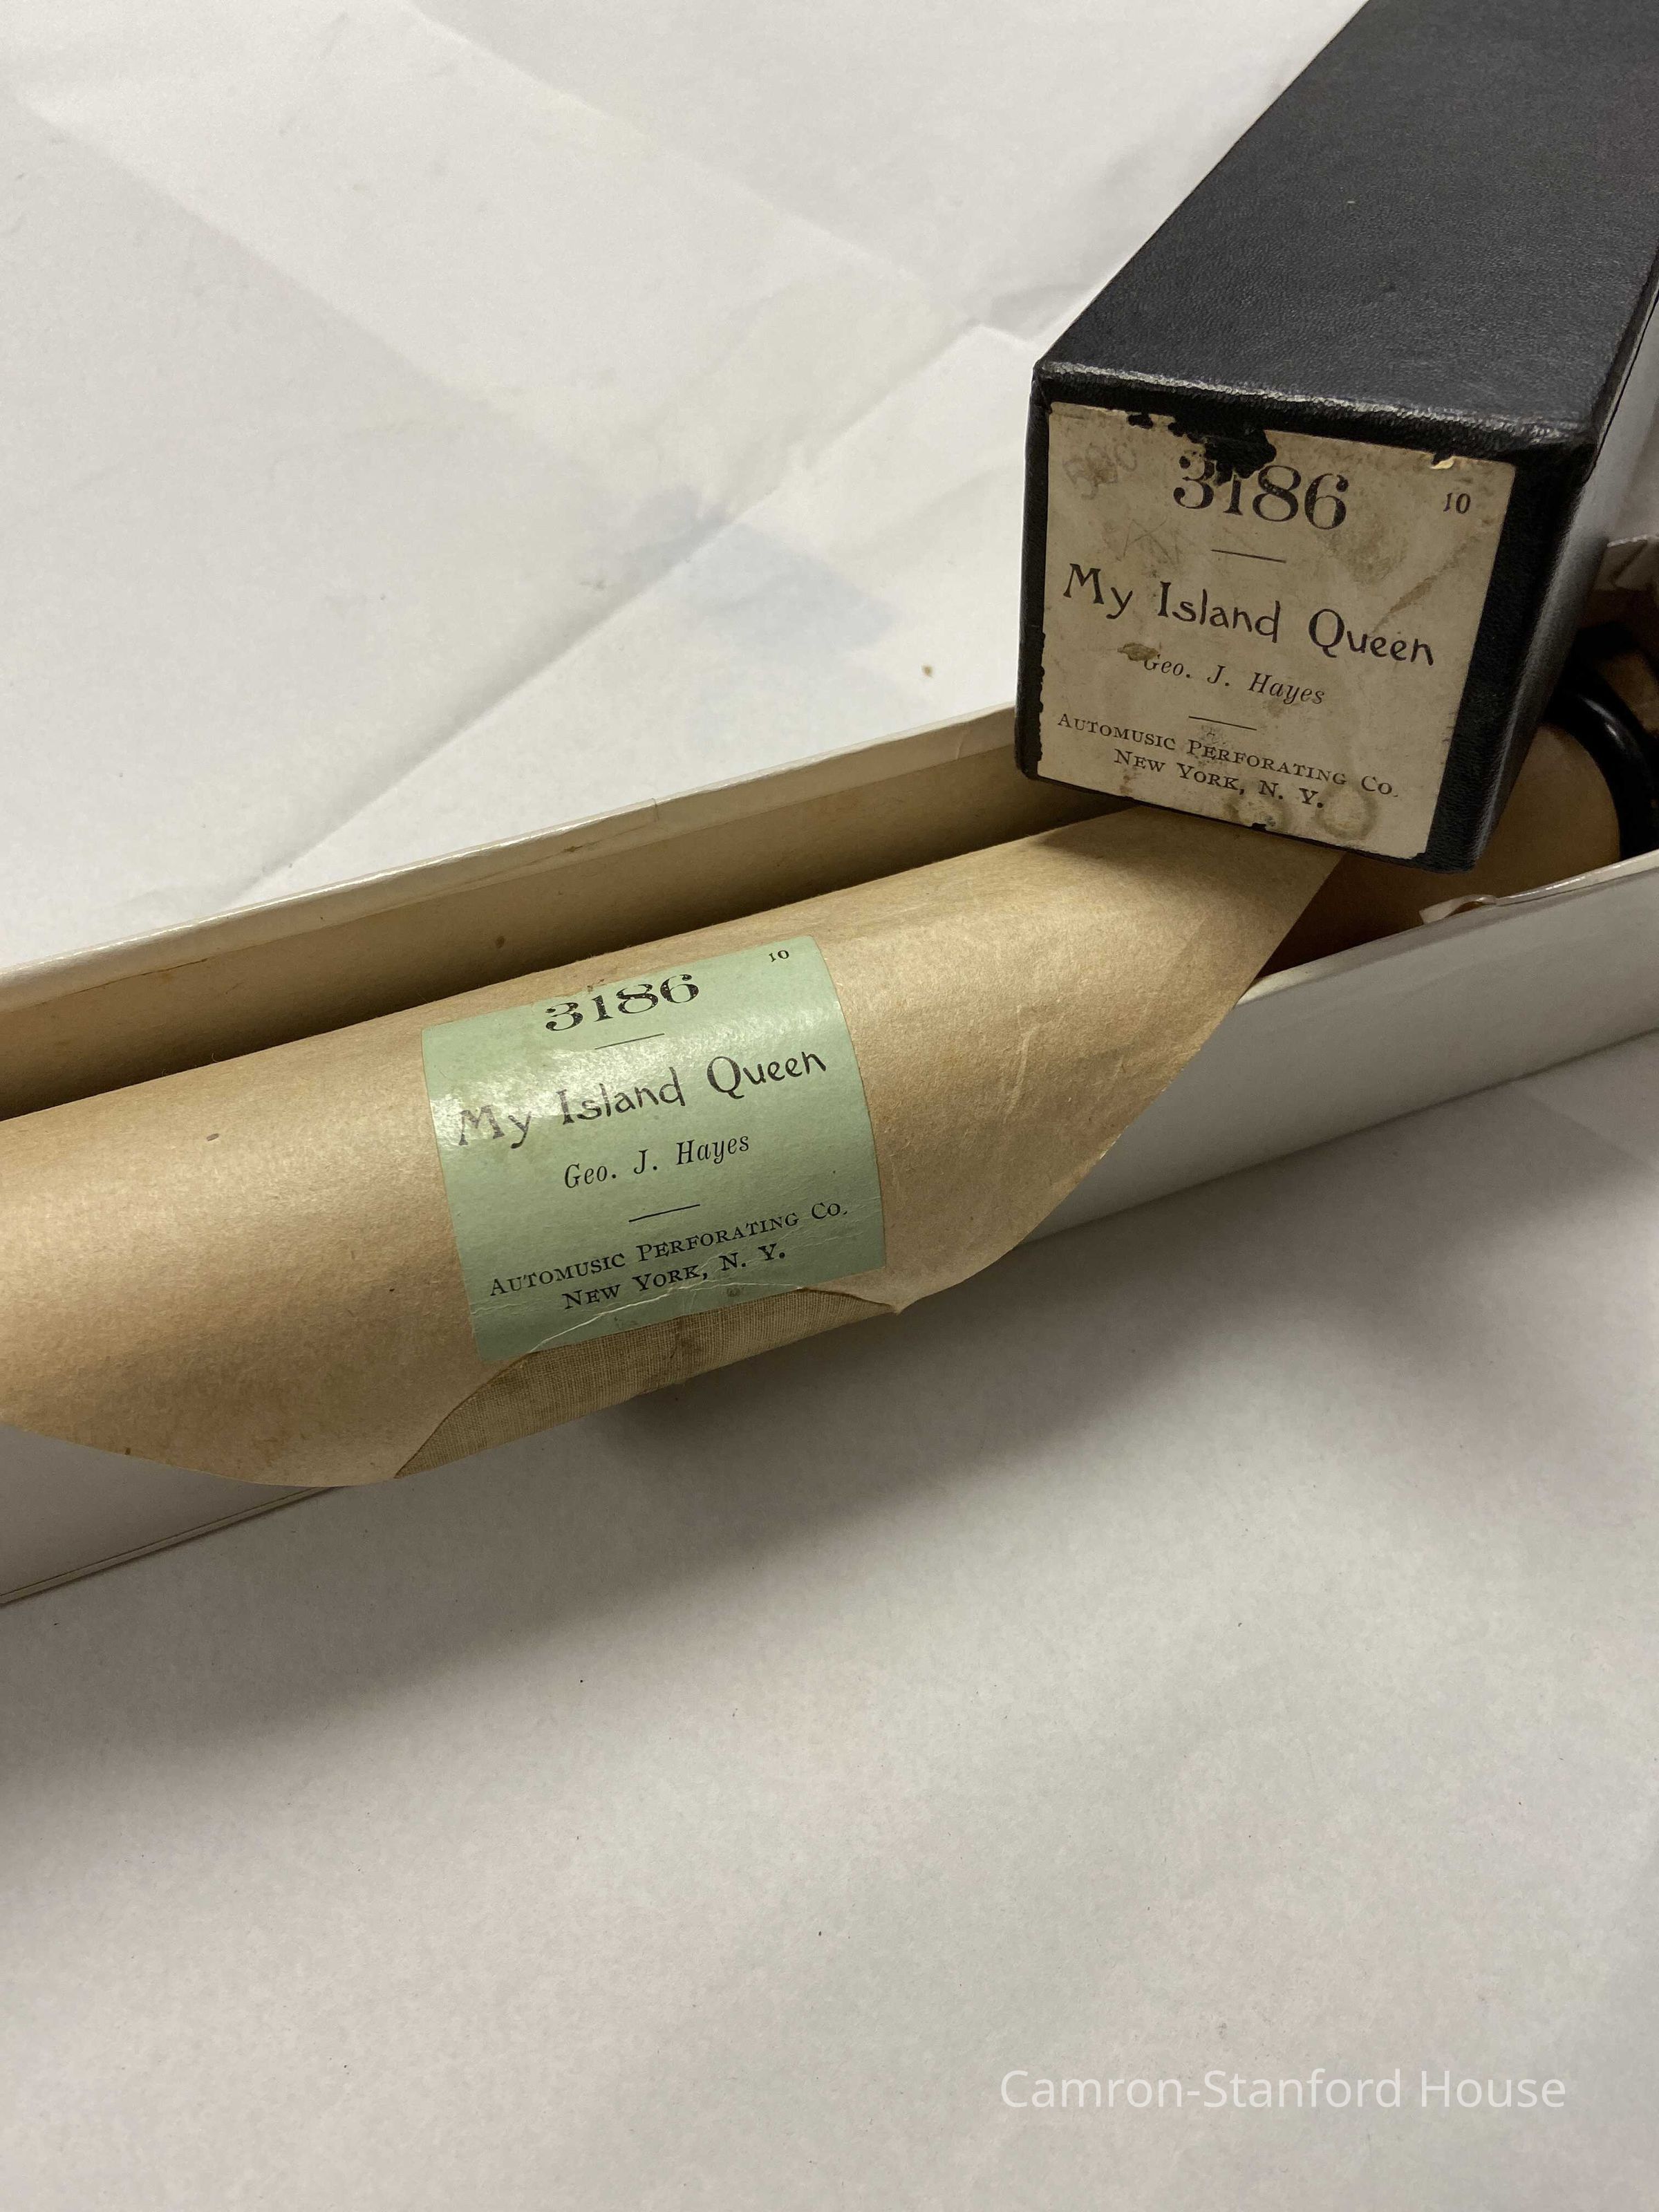 3186 10
My Island Queen
Geo. J. Hayes
Automusic Perforating Co.
New York, N. Y.
3186 10
My Island Queen
Geo. J. Hayes
Automusic Perforating Co.
New York, N. Y.
Camron-Stanford House